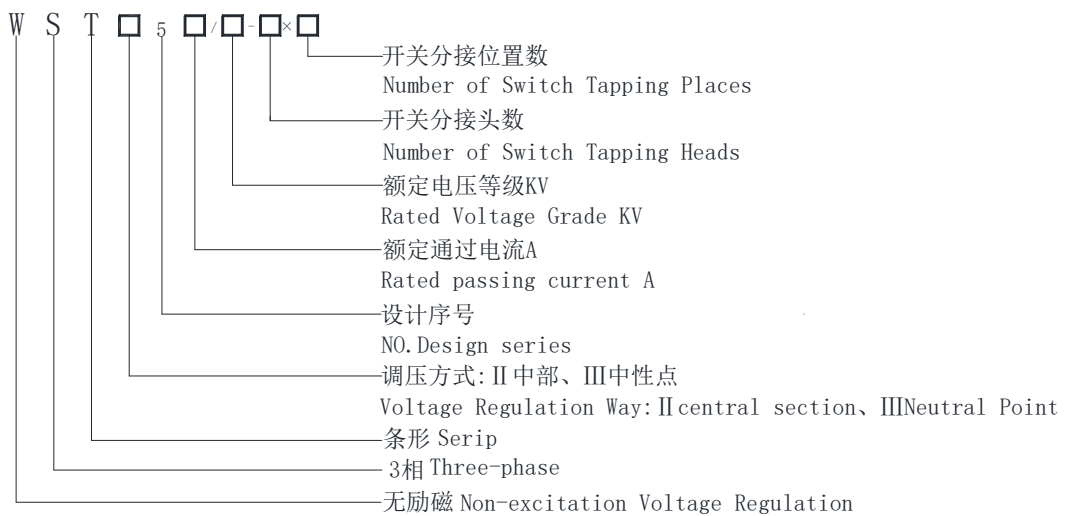 W S T □ 5 □/□-□×□
开关分接位置数
Number of Switch Tapping Places
开关分接头数
Number of Switch Tapping Heads
额定电压等级KV
Rated Voltage Grade KV
额定通过电流A
Rated passing current A
设计序号
NO.Design series
调压方式:Ⅱ中部、Ⅲ中性点
Voltage Regulation Way:Ⅱcentral section、ⅢNeutral Point
条形 Serip
3相 Three-phase
无励磁 Non-excitation Voltage Regulation